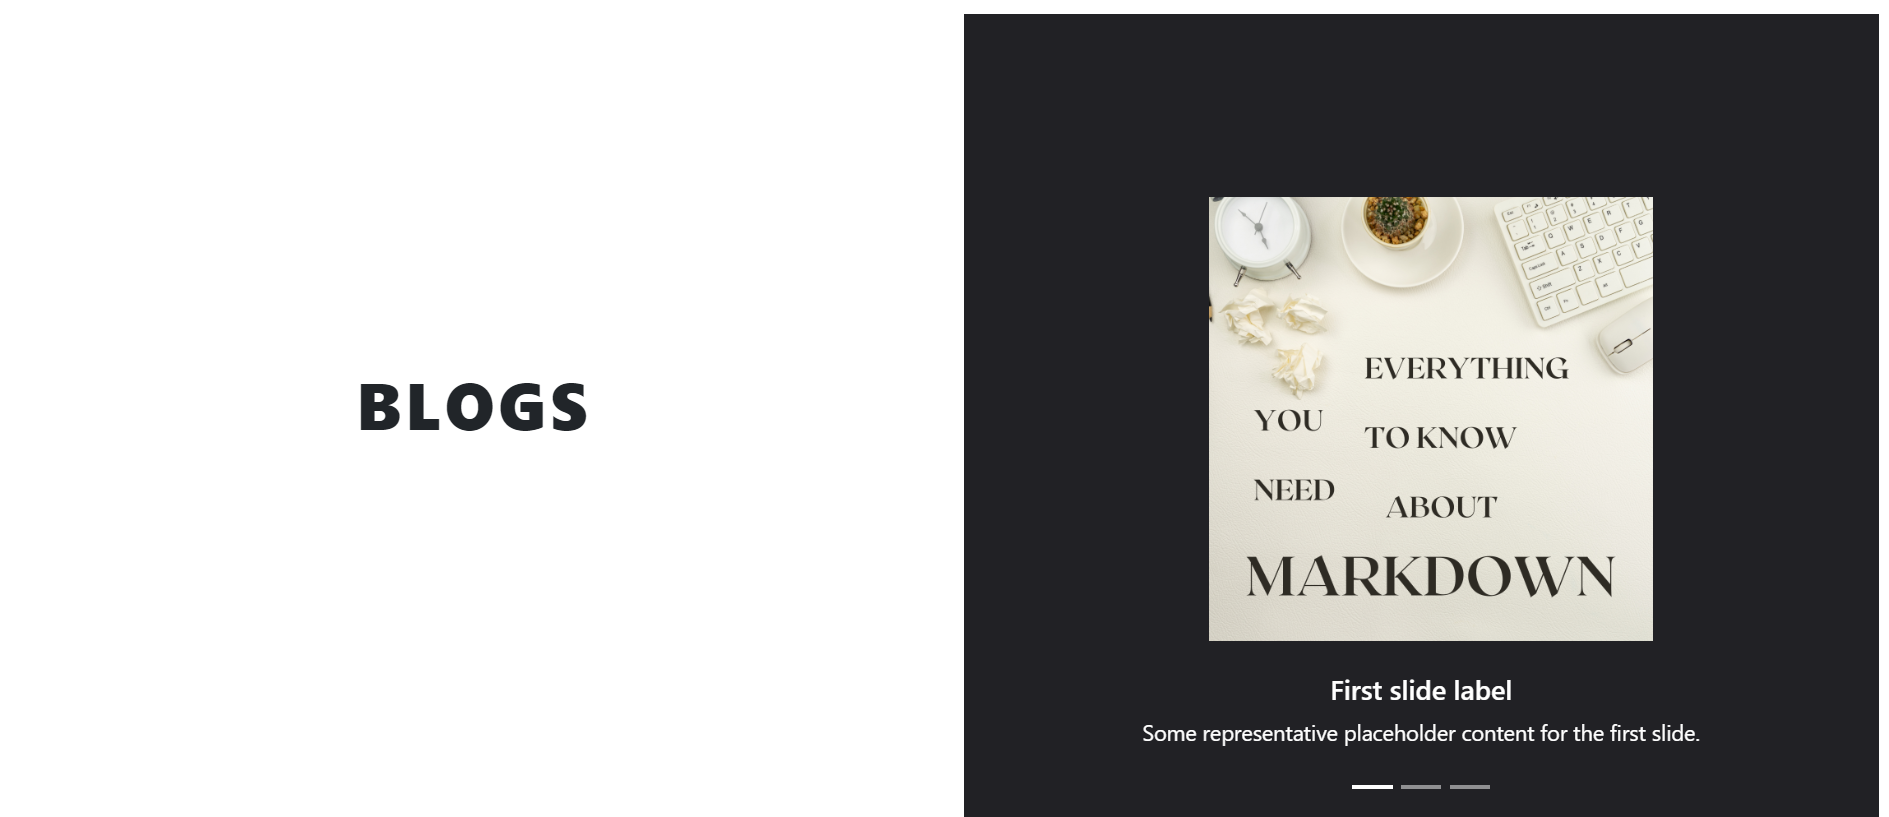 BLOGS
EVERYTHING
YOU
TO KNOW
NEED
ABOUT
MARKDOWN
First slide label
Some representative placeholder content for the first slide.